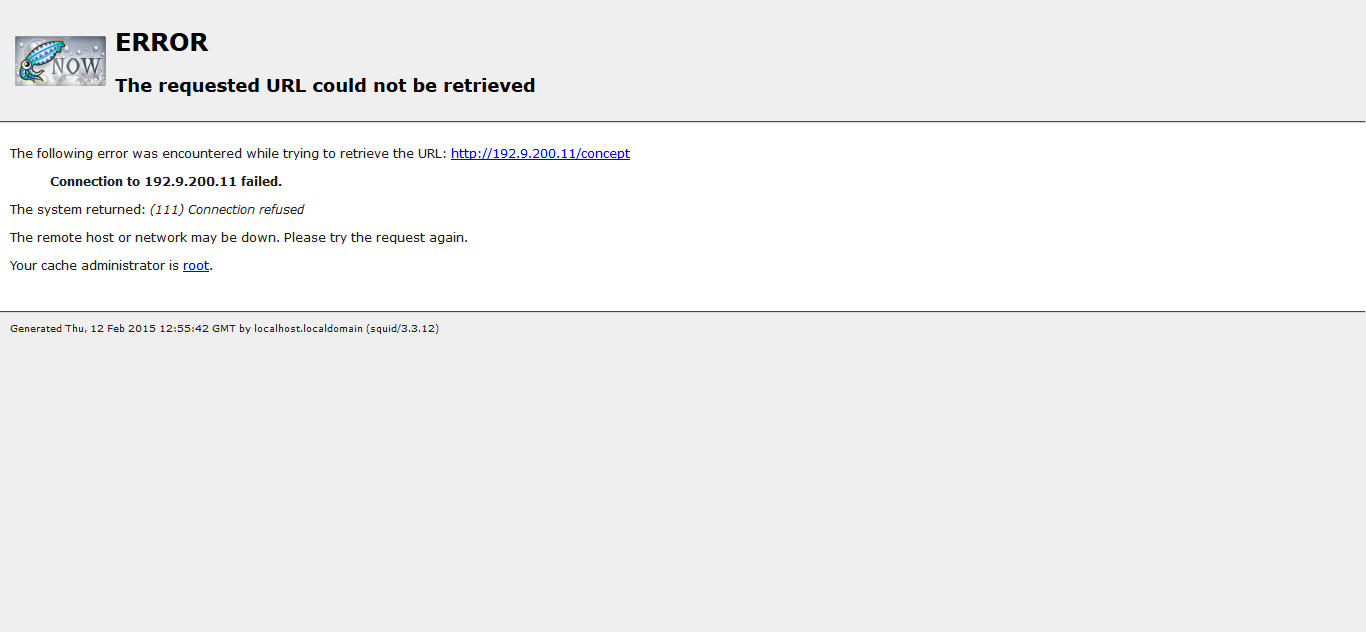 NOW
ERROR
The requested URL could not be retrieved
The following error was encountered while trying to retrieve the URL: http://192.9.200.11/concept
Connection to 192.9.200.11 failed.
The system returned: (111) Connection refused
The remote host or network may be down. Please try the request again.
Your cache administrator is root.
Generated Thu, 12 Feb 2015 12:55:42 GMT by localhost.localdomain (squid/3.3.12)